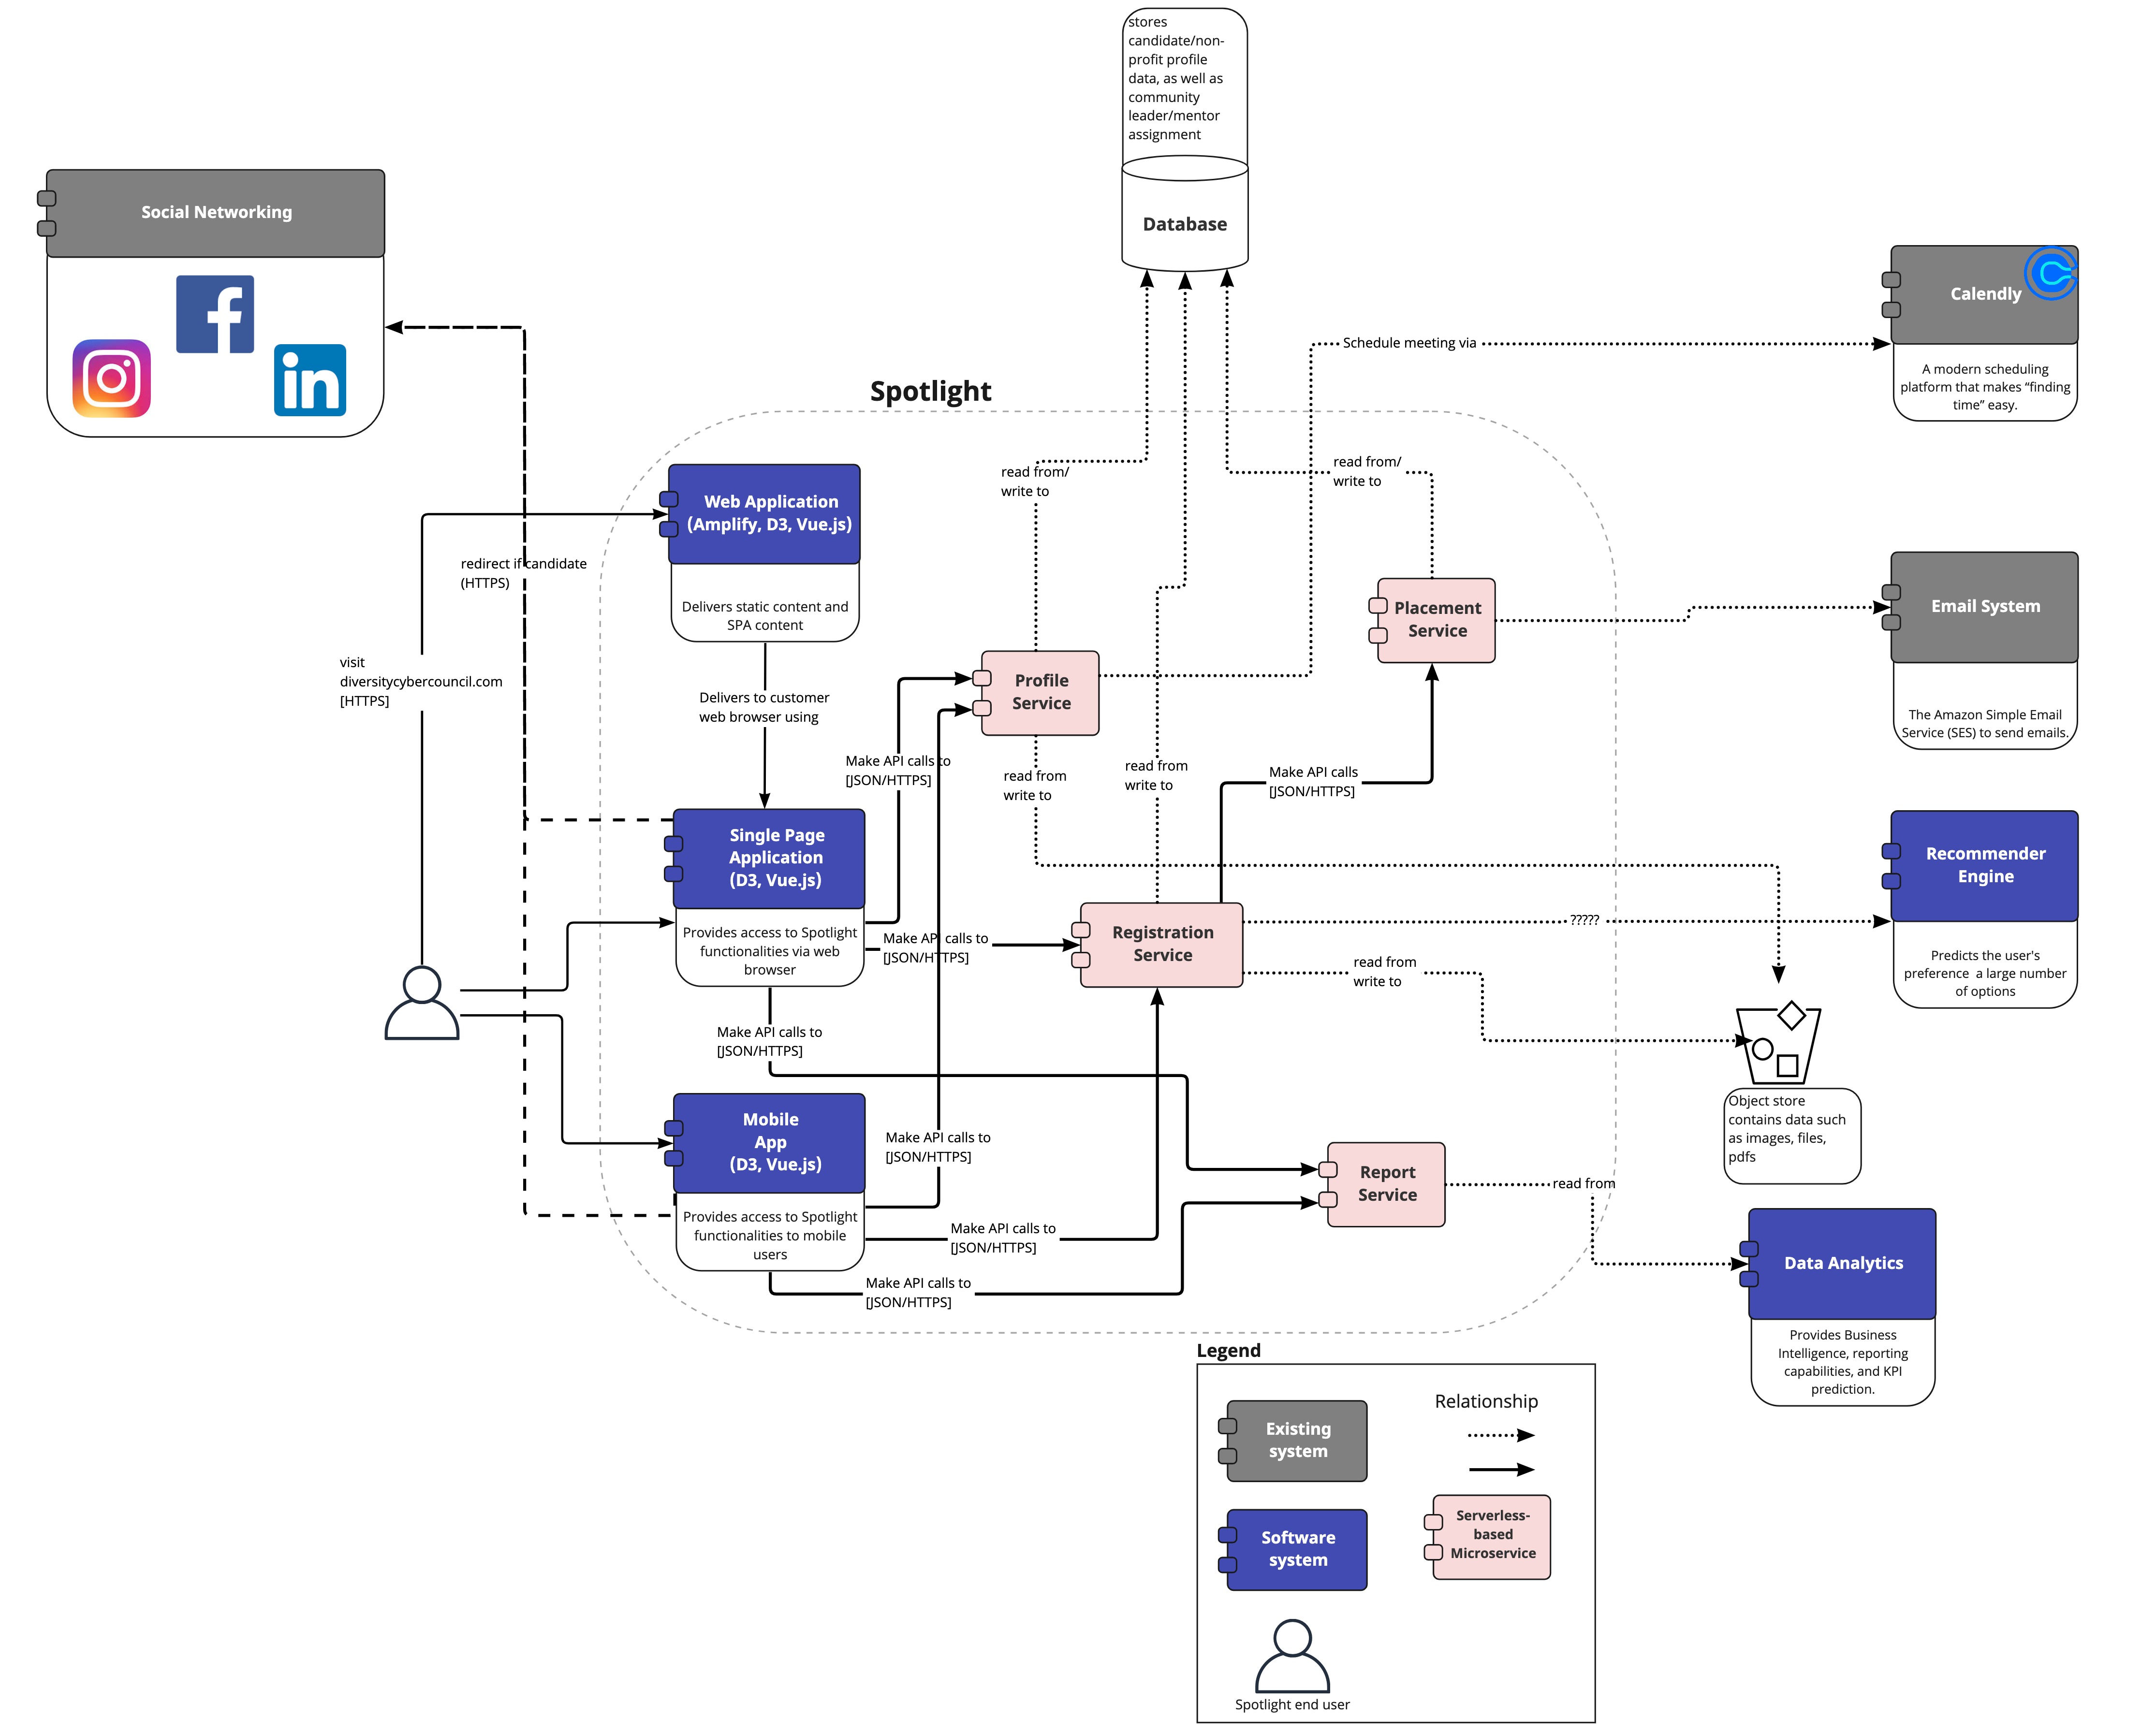 stores
candidate/non-
profit profile
data, as well as
community
leader/mentor
assignment
Database
Social Networking
Calendly
A modern scheduling
platform that makes “finding
time” easy.
Schedule meeting via
Spotlight
read from/
write to
read from/
write to
Web Application
(Amplify, D3, Vue.js)
Delivers static content and
SPA content
redirect if candidate
(HTTPS)
visit
diversitycybercouncil.com
[HTTPS]
Placement
Service
Email System
The Amazon Simple Email
Service (SES) to send emails.
Profile
Service
Delivers to customer
web browser using
Make API calls to
[JSON/HTTPS]
read from
write to
read from
write to
Make API calls
[JSON/HTTPS]
Single Page
Application
(D3, Vue.js)
Provides access to Spotlight
functionalities via web
browser
Make API calls to
[JSON/HTTPS]
Registration
Service
?????
Recommender
Engine
Predicts the user's
preference  a large number
of options
read from
write to
Make API calls to
[JSON/HTTPS]
Object store
contains data such
as images, files,
pdfs
Mobile
App
(D3, Vue.js)
Provides access to Spotlight
functionalities to mobile
users
Make API calls to
[JSON/HTTPS]
Report
Service
read from
Make API calls to
[JSON/HTTPS]
Make API calls to
[JSON/HTTPS]
Data Analytics
Provides Business
Intelligence, reporting
capabilities, and KPI
prediction.
Legend
Relationship
Existing
system
Software
system
Serverless-
based
Microservice
Spotlight end user